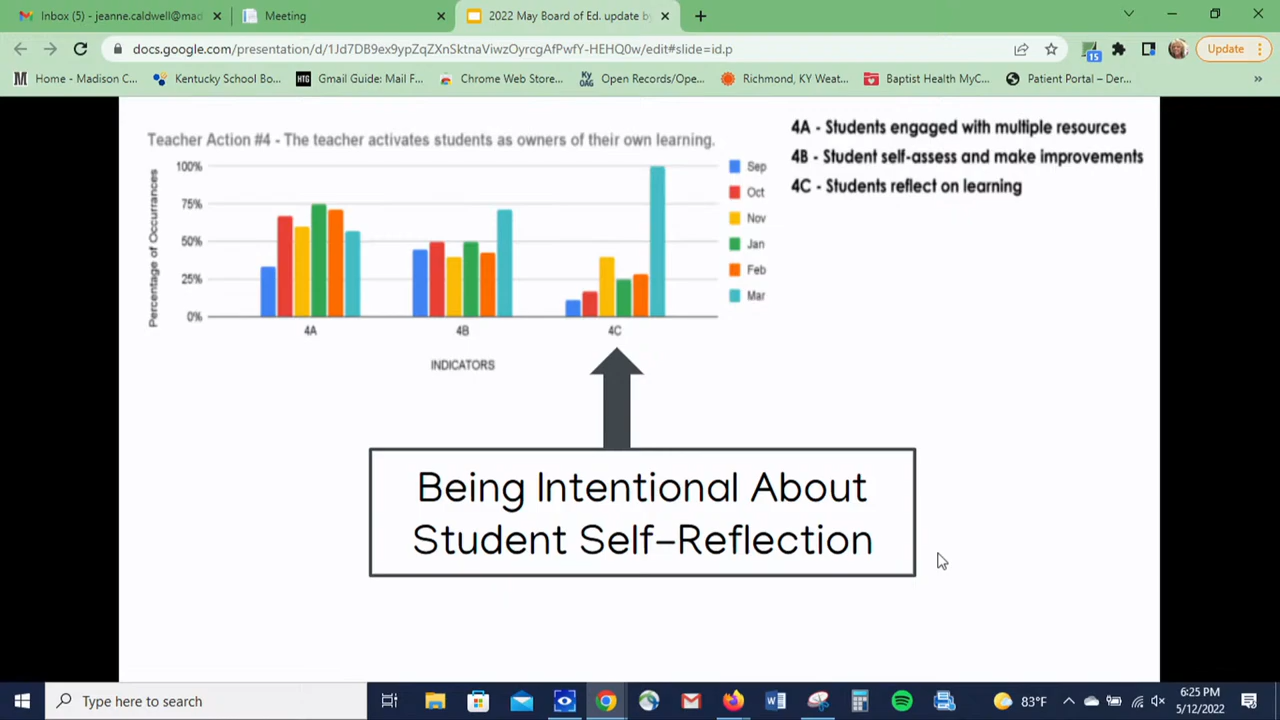 Inbox (5) - jeanne.caldwell@mad
Meeting
2022 May Board of Ed. update by
docs.google.com/presentation/d/1Jd7DB9ex9ypZqZXnSktnaViwzOyrcgAfPwfY-HEHQ0w/edit#slide=id.p
Update
15
Home - Madison C...
Kentucky School Bo...
HTG
Gmail Guide: Mail F...
Chrome Web Store...
Open Records/Ope...
Richmond, KY Weat...
Baptist Health MyC...
Patient Portal – Der...
»
Teacher Action #4 - The teacher activates students as owners of their own learning.
Percentage of Occurrances
100%
75%
50%
25%
0%
4A
4B
4C
INDICATORS
Sep
Oct
Nov
Jan
Feb
Mar
4A - Students engaged with multiple resources
4B - Student self-assess and make improvements
4C - Students reflect on learning
Being Intentional About
Student Self-Reflection
Type here to search
83°F
6:25 PM
5/12/2022